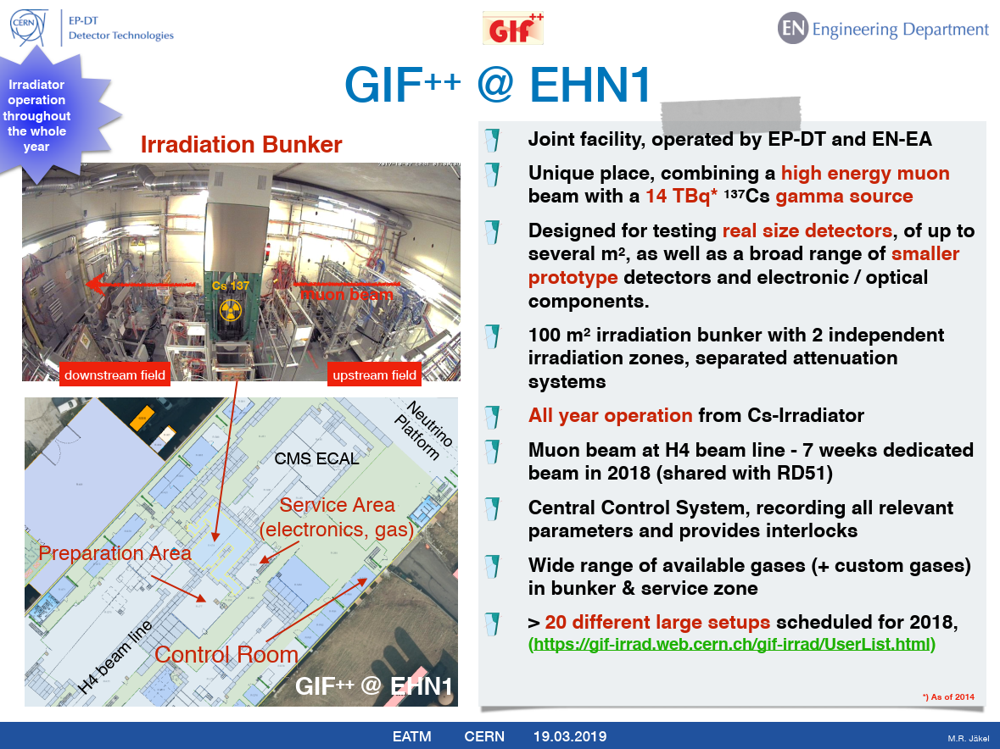 CERN
EP-DT
Detector Technologies
GIF++
EN Engineering Department
GIF++ @ EHN1
Irradiator
operation
throughout
the whole
year
Irradiation Bunker
Cs 137
muon beam
downstream field
upstream field
Neutrino
Platform
CMS ECAL
Service Area
(electronics, gas)
Preparation Area
H4 beam line
Control Room
GIF++ @ EHN1
Joint facility, operated by EP-DT and EN-EA
Unique place, combining a high energy muon
beam with a 14 TBq* ¹³⁷Cs gamma source
Designed for testing real size detectors, of up to
several m², as well as a broad range of smaller
prototype detectors and electronic / optical
components.
100 m² irradiation bunker with 2 independent
irradiation zones, separated attenuation
systems
All year operation from Cs-Irradiator
Muon beam at H4 beam line - 7 weeks dedicated
beam in 2018 (shared with RD51)
Central Control System, recording all relevant
parameters and provides interlocks
Wide range of available gases (+ custom gases)
in bunker & service zone
> 20 different large setups scheduled for 2018,
(https://gif-irrad.web.cern.ch/gif-irrad/UserList.html)
*) As of 2014
EATM CERN 19.03.2019
M.R. Jäkel